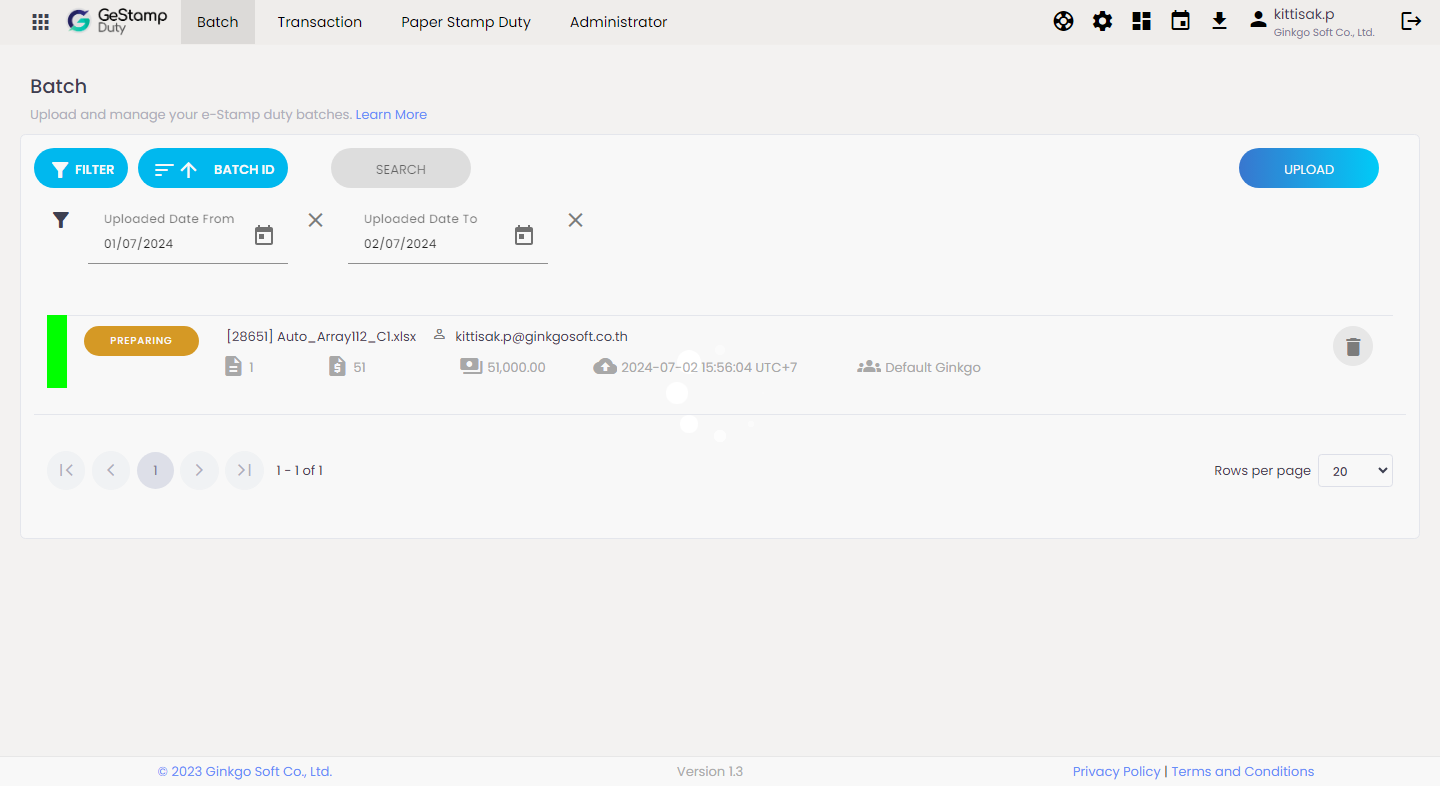 GeStamp
Duty
Batch
Transaction
Paper Stamp Duty
Administrator
kittisak.p
Ginkgo Soft Co., Ltd.
Batch
Upload and manage your e-Stamp duty batches. Learn More
FILTER
BATCH ID
SEARCH
UPLOAD
Uploaded Date From
01/07/2024
Uploaded Date To
02/07/2024
PREPARING
[28651] Auto_Array112_C1.xlsx
kittisak.p@ginkgosoft.co.th
1
51
51,000.00
2024-07-02 15:56:04 UTC+7
Default Ginkgo
1
1 - 1 of 1
Rows per page
20
© 2023 Ginkgo Soft Co., Ltd.
Version 1.3
Privacy Policy | Terms and Conditions